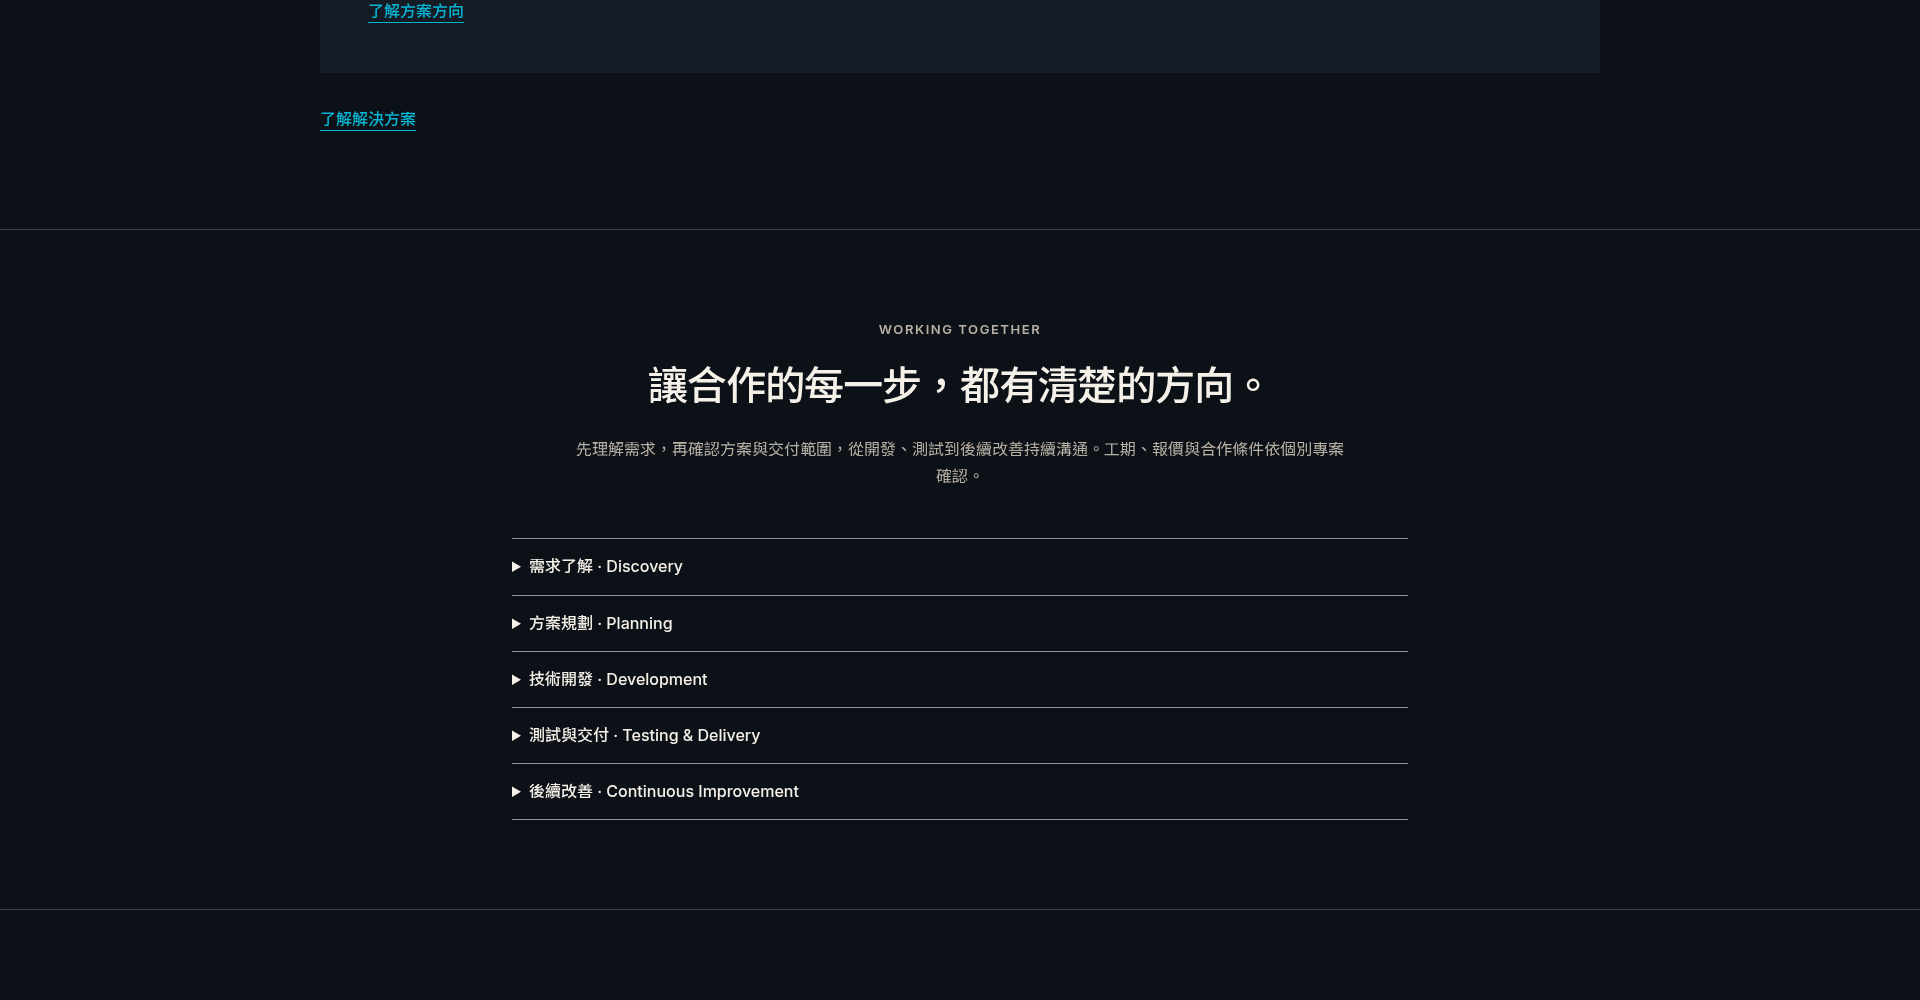 了解方案方向
了解解決方案
WORKING TOGETHER
讓合作的每一步，都有清楚的方向。
先理解需求，再確認方案與交付範圍，從開發、測試到後續改善持續溝通。工期、報價與合作條件依個別專案
確認。
需求了解 · Discovery
方案規劃 · Planning
技術開發 · Development
測試與交付 · Testing & Delivery
後續改善 · Continuous Improvement